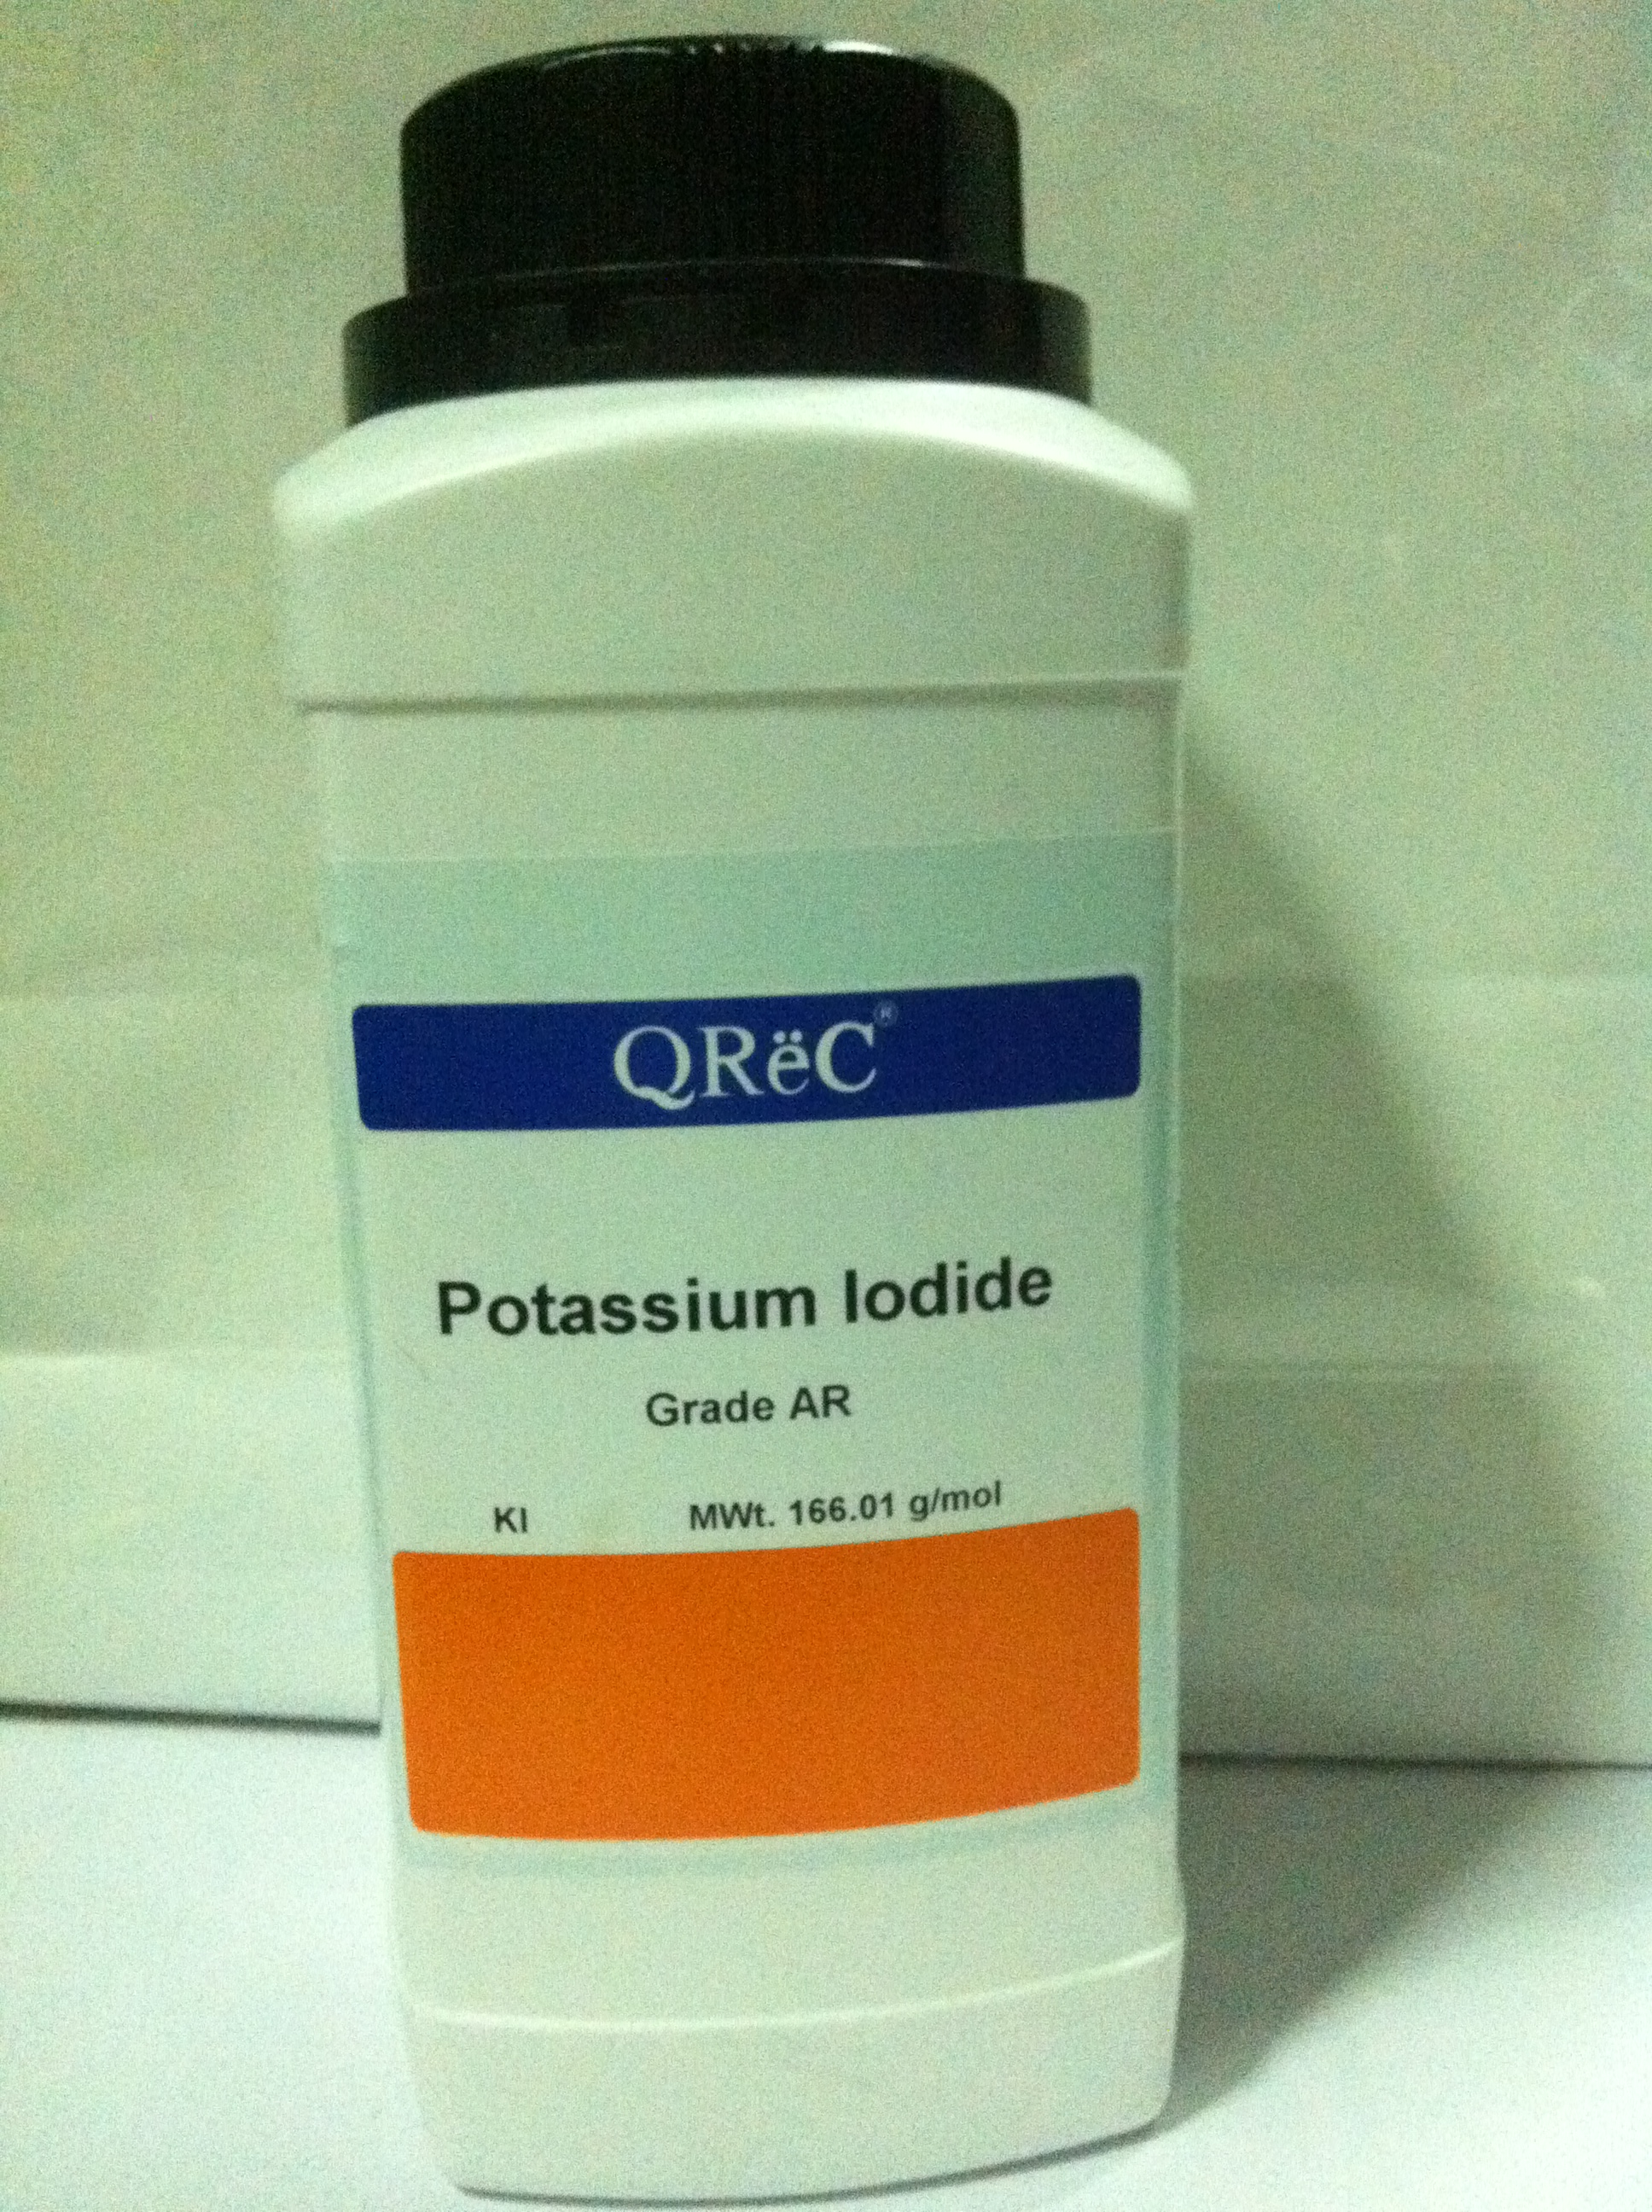 QRëC®
Potassium Iodide
Grade AR
KI MWt. 166.01 g/mol